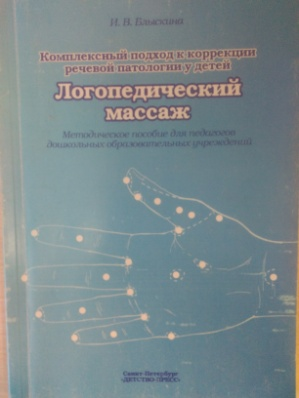 И. В. Блыскина
Комплексный подход к коррекции
речевой патологии у детей
Логопедический
массаж
Методическое пособие для педагогов
дошкольных образовательных учреждений
Санкт-Петербург
«ДЕТСТВО-ПРЕСС»